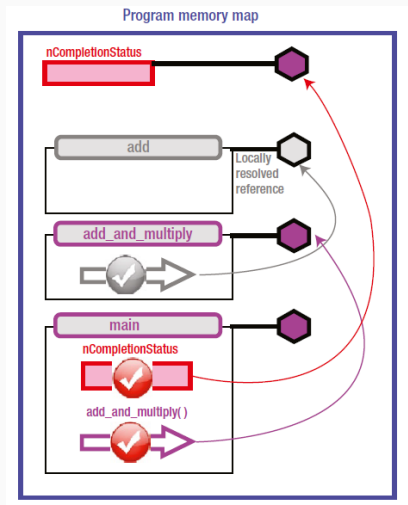 Program memory map
nCompletionStatus
add
Locally
resolved
reference
add_and_multiply
main
nCompletionStatus
add_and_multiply( )